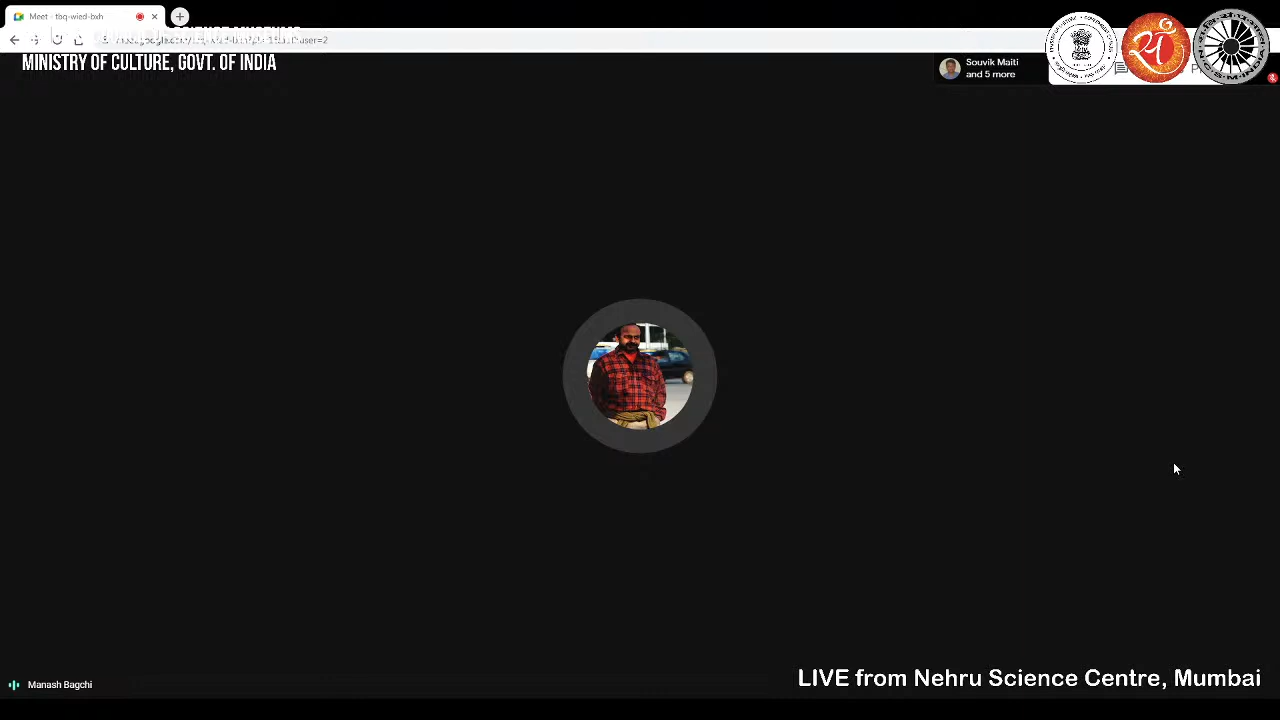 Meet - tbq-wied-bxh
MINISTRY OF CULTURE, GOVT. OF INDIA
Souvik Maiti
and 5 more
Manash Bagchi
LIVE from Nehru Science Centre, Mumbai